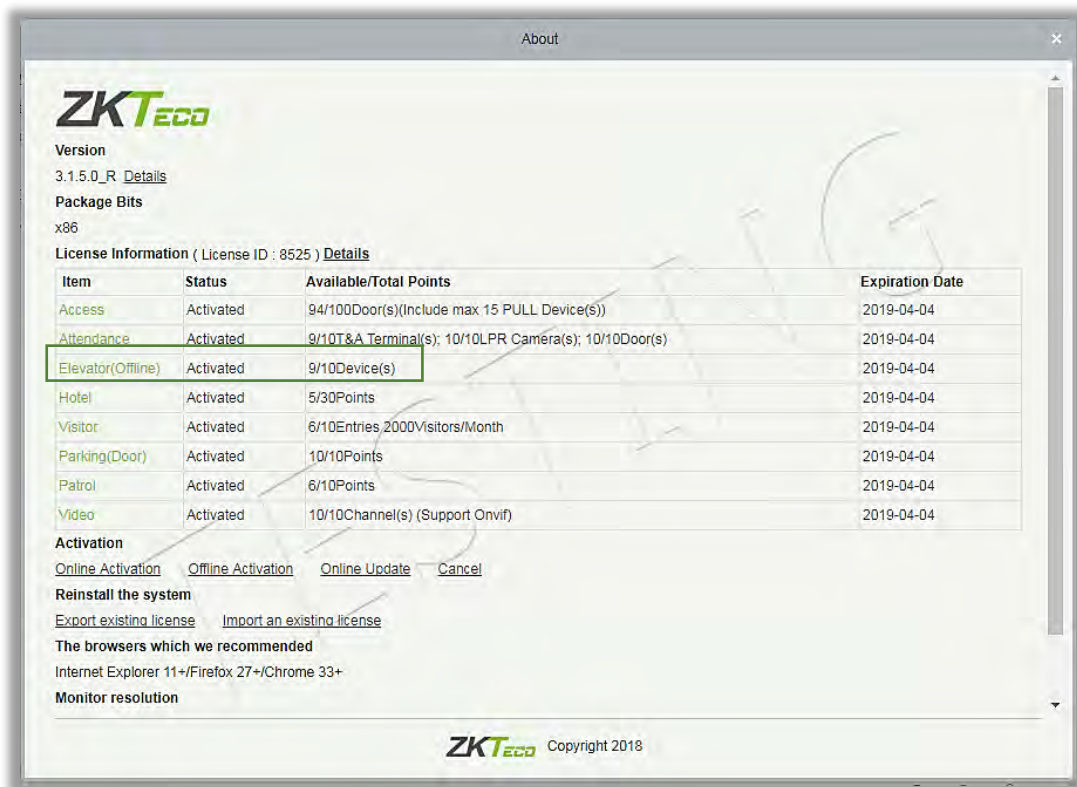 About
ZKTeco
Version
3.1.5.0_R Details
Package Bits
x86
License Information ( License ID : 8525 ) Details
Item Status Available/Total Points Expiration Date
Access Activated 94/100Door(s)(Include max 15 PULL Device(s)) 2019-04-04
Attendance Activated 9/10T&A Terminal(s); 10/10LPR Camera(s); 10/10Door(s) 2019-04-04
Elevator(Offline) Activated 9/10Device(s) 2019-04-04
Hotel Activated 5/30Points 2019-04-04
Visitor Activated 6/10Entries,2000Visitors/Month 2019-04-04
Parking(Door) Activated 10/10Points 2019-04-04
Patrol Activated 6/10Points 2019-04-04
Video Activated 10/10Channel(s) (Support Onvif) 2019-04-04
Activation
Online Activation Offline Activation Online Update Cancel
Reinstall the system
Export existing license Import an existing license
The browsers which we recommended
Internet Explorer 11+/Firefox 27+/Chrome 33+
Monitor resolution
ZKTeco Copyright 2018
TESTING